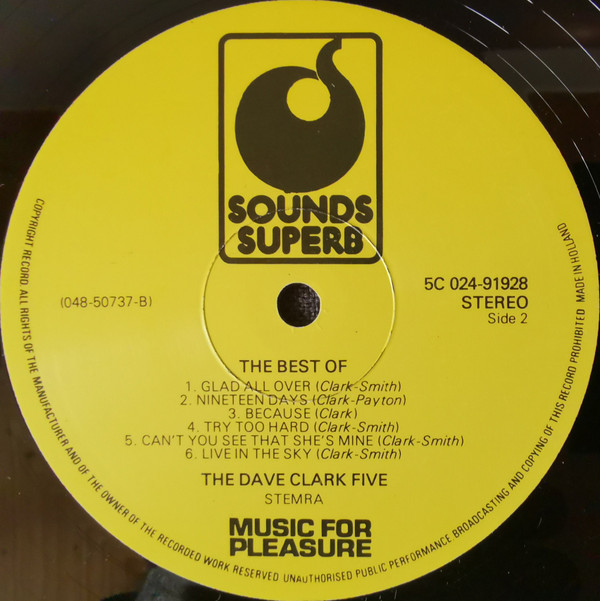 SOUNDS
SUPERB
(048-50737-B)
5C 024-91928
STEREO
Side 2
THE BEST OF
1. GLAD ALL OVER (Clark-Smith)
2. NINETEEN DAYS (Clark-Payton)
3. BECAUSE (Clark)
4. TRY TOO HARD (Clark-Smith)
5. CAN'T YOU SEE THAT SHE'S MINE (Clark-Smith)
6. LIVE IN THE SKY (Clark-Smith)
THE DAVE CLARK FIVE
STEMRA
MUSIC FOR
PLEASURE
COPYRIGHT RECORD. ALL RIGHTS OF THE MANUFACTURER AND OF THE OWNER OF THE RECORDED WORK RESERVED UNAUTHORISED PUBLIC PERFORMANCE BROADCASTING AND COPYING OF THIS RECORD PROHIBITED MADE IN HOLLAND